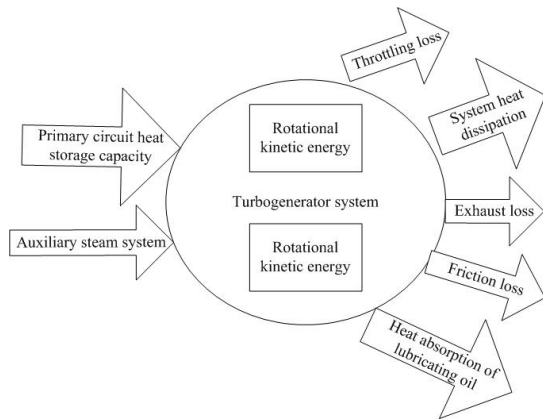 Throttling loss
System heat
dissipation
Primary circuit heat
storage capacity
Rotational
kinetic energy
Turbogenerator system
Exhaust loss
Auxiliary steam system
Rotational
kinetic energy
Friction loss
Heat absorption of
lubricating oil